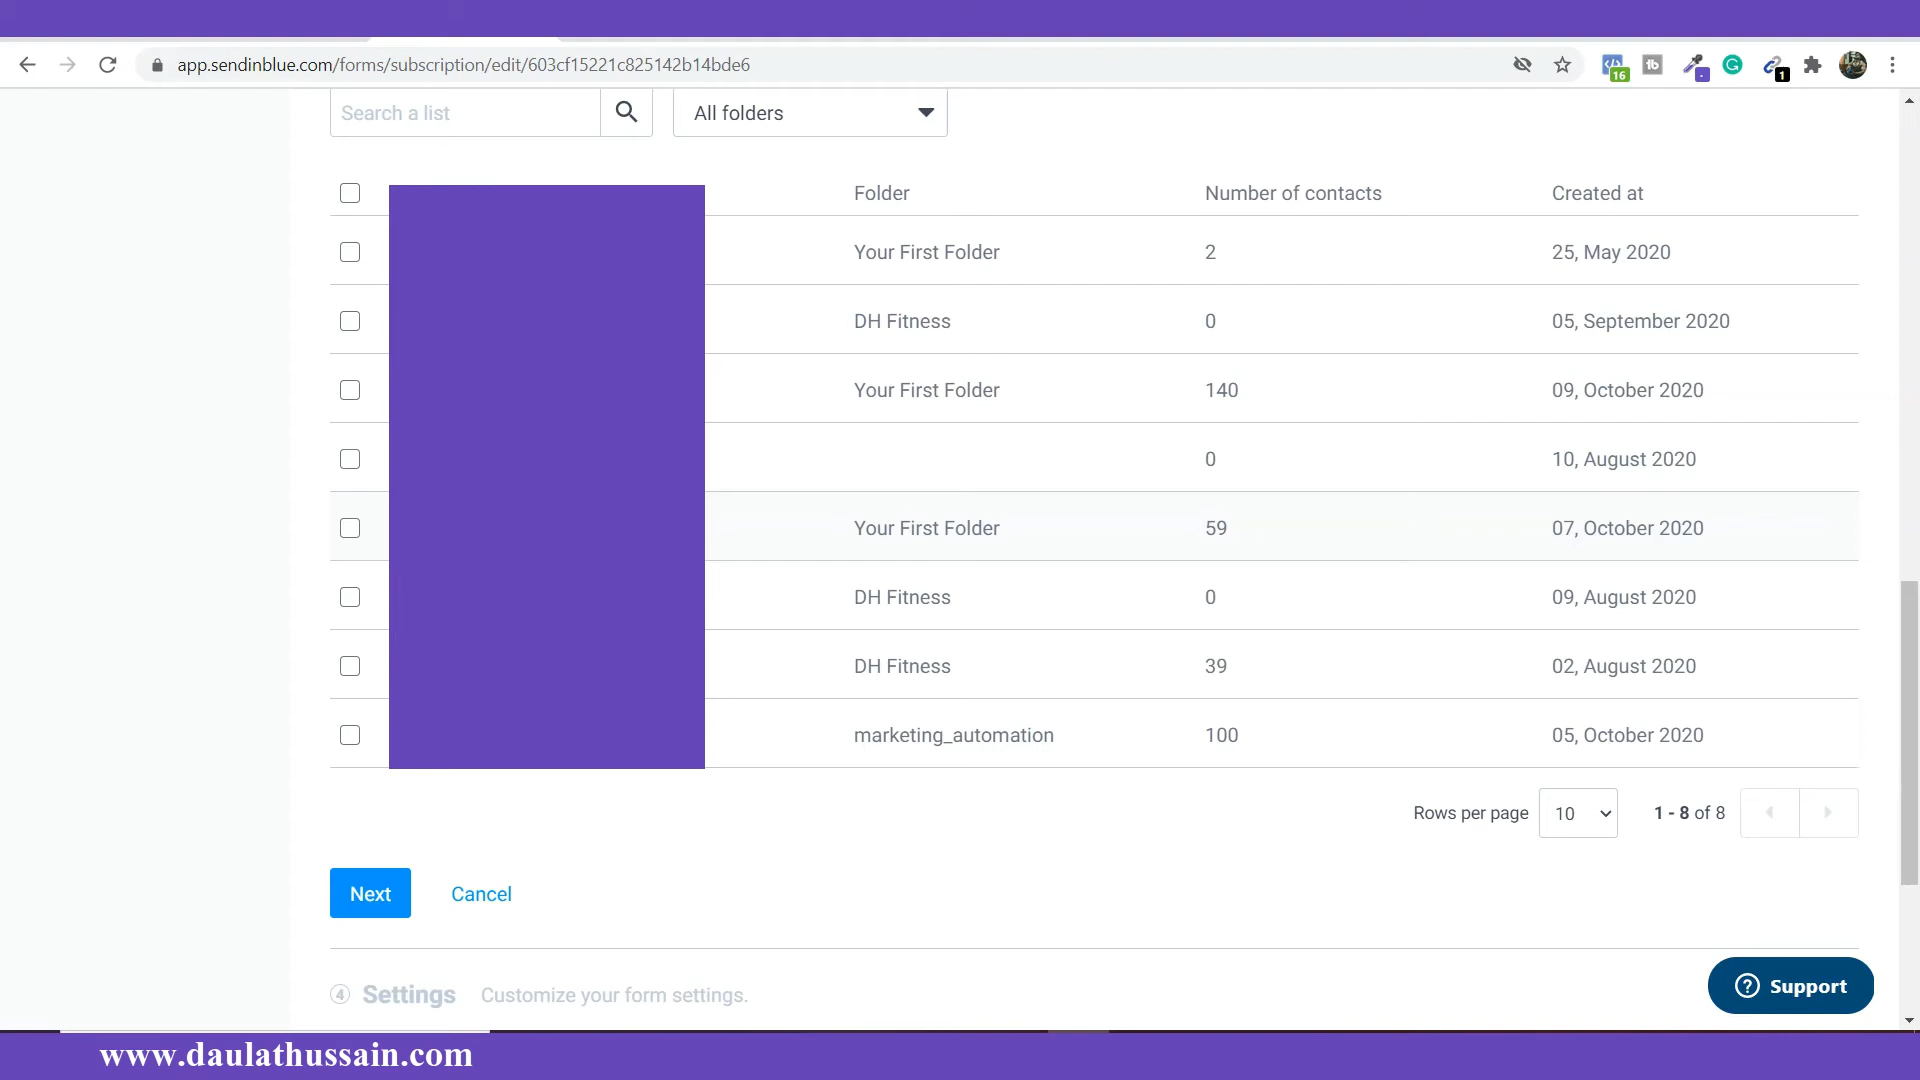 app.sendinblue.com/forms/subscription/edit/603cf15221c825142b14bde6
16
1
Search a list
All folders
Folder Number of contacts Created at
Your First Folder 2 25, May 2020
DH Fitness 0 05, September 2020
Your First Folder 140 09, October 2020
0 10, August 2020
Your First Folder 59 07, October 2020
DH Fitness 0 09, August 2020
DH Fitness 39 02, August 2020
marketing_automation 100 05, October 2020
Rows per page 10 1 - 8 of 8
Next Cancel
4 Settings Customize your form settings.
? Support
www.daulathussain.com